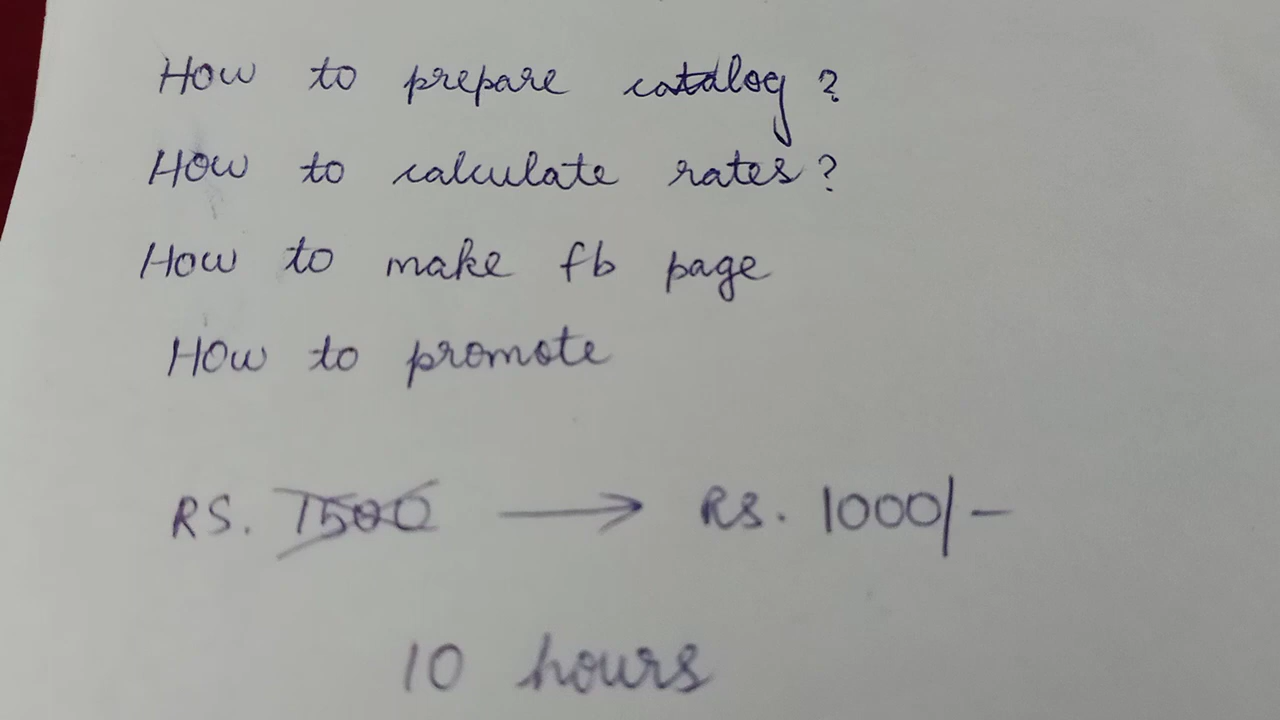 How to prepare catalog ?
How to calculate rates ?
How to make fb page
How to promote
RS. 1500 → RS. 1000/-
10 hours